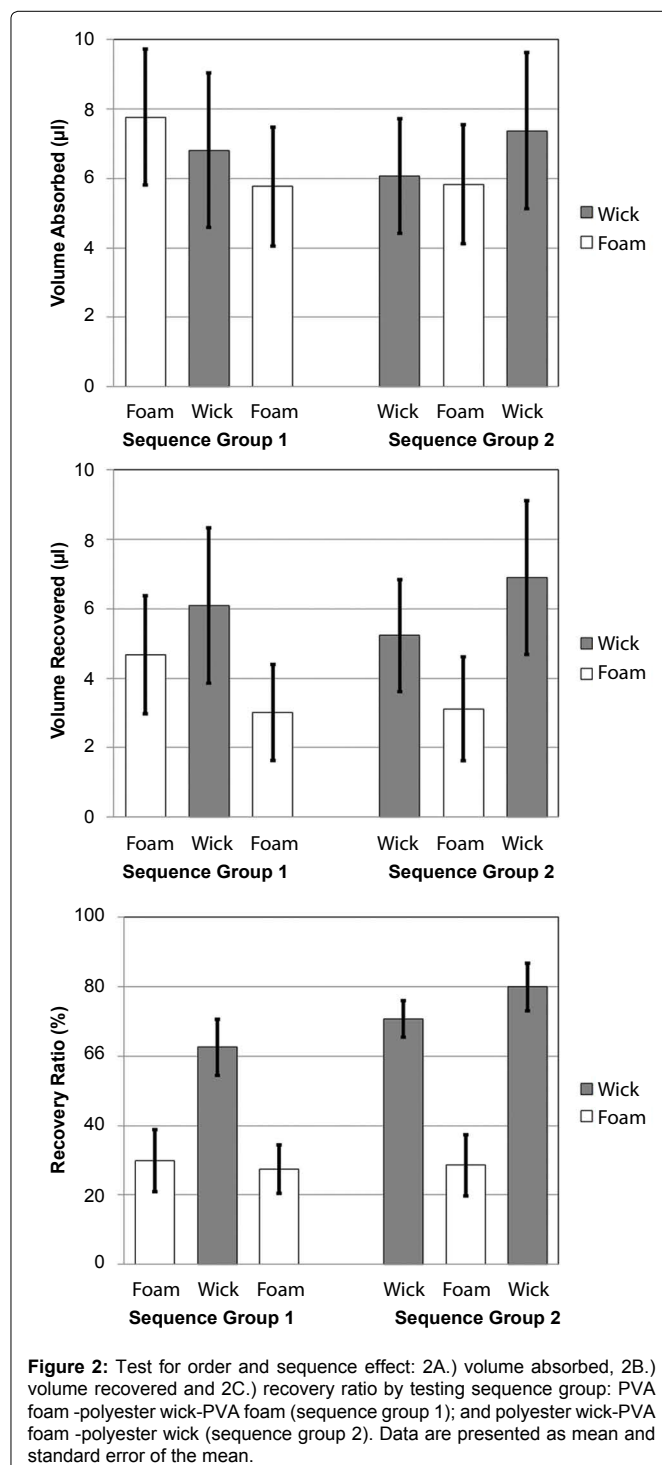 10
8
6
4
2
0
Volume Absorbed (µl)
Wick
Foam
Foam Wick Foam Wick Foam Wick
Sequence Group 1 Sequence Group 2
10
8
6
4
2
0
Volume Recovered (µl)
Wick
Foam
Foam Wick Foam Wick Foam Wick
Sequence Group 1 Sequence Group 2
100
80
66
40
20
0
Recovery Ratio (%)
Wick
Foam
Foam Wick Foam Wick Foam Wick
Sequence Group 1 Sequence Group 2
Figure 2: Test for order and sequence effect: 2A.) volume absorbed, 2B.)
volume recovered and 2C.) recovery ratio by testing sequence group: PVA
foam -polyester wick-PVA foam (sequence group 1); and polyester wick-PVA
foam -polyester wick (sequence group 2). Data are presented as mean and
standard error of the mean.